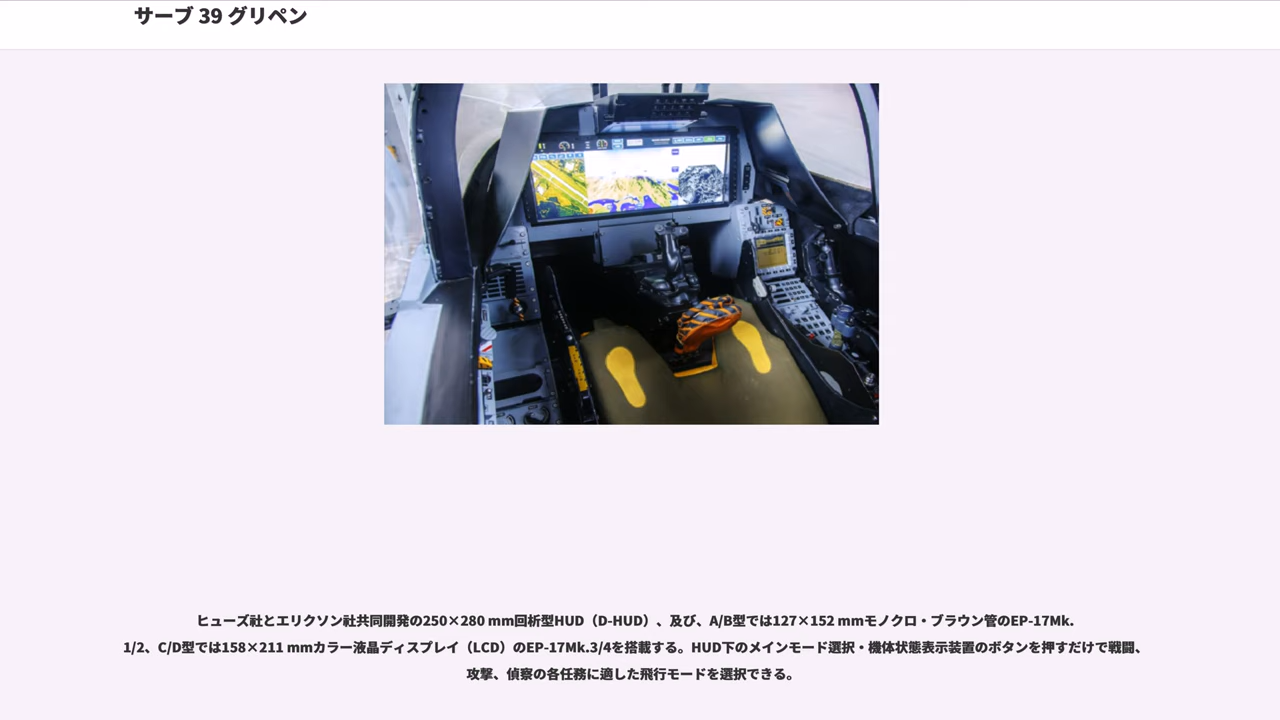 サーブ 39 グリペン
ヒューズ社とエリクソン社共同開発の250×280 mm回析型HUD（D-HUD）、及び、A/B型では127×152 mmモノクロ・ブラウン管のEP-17Mk.
1/2、C/D型では158×211 mmカラー液晶ディスプレイ（LCD）のEP-17Mk.3/4を搭載する。HUD下のメインモード選択・機体状態表示装置のボタンを押すだけで戦闘、
攻撃、偵察の各任務に適した飛行モードを選択できる。